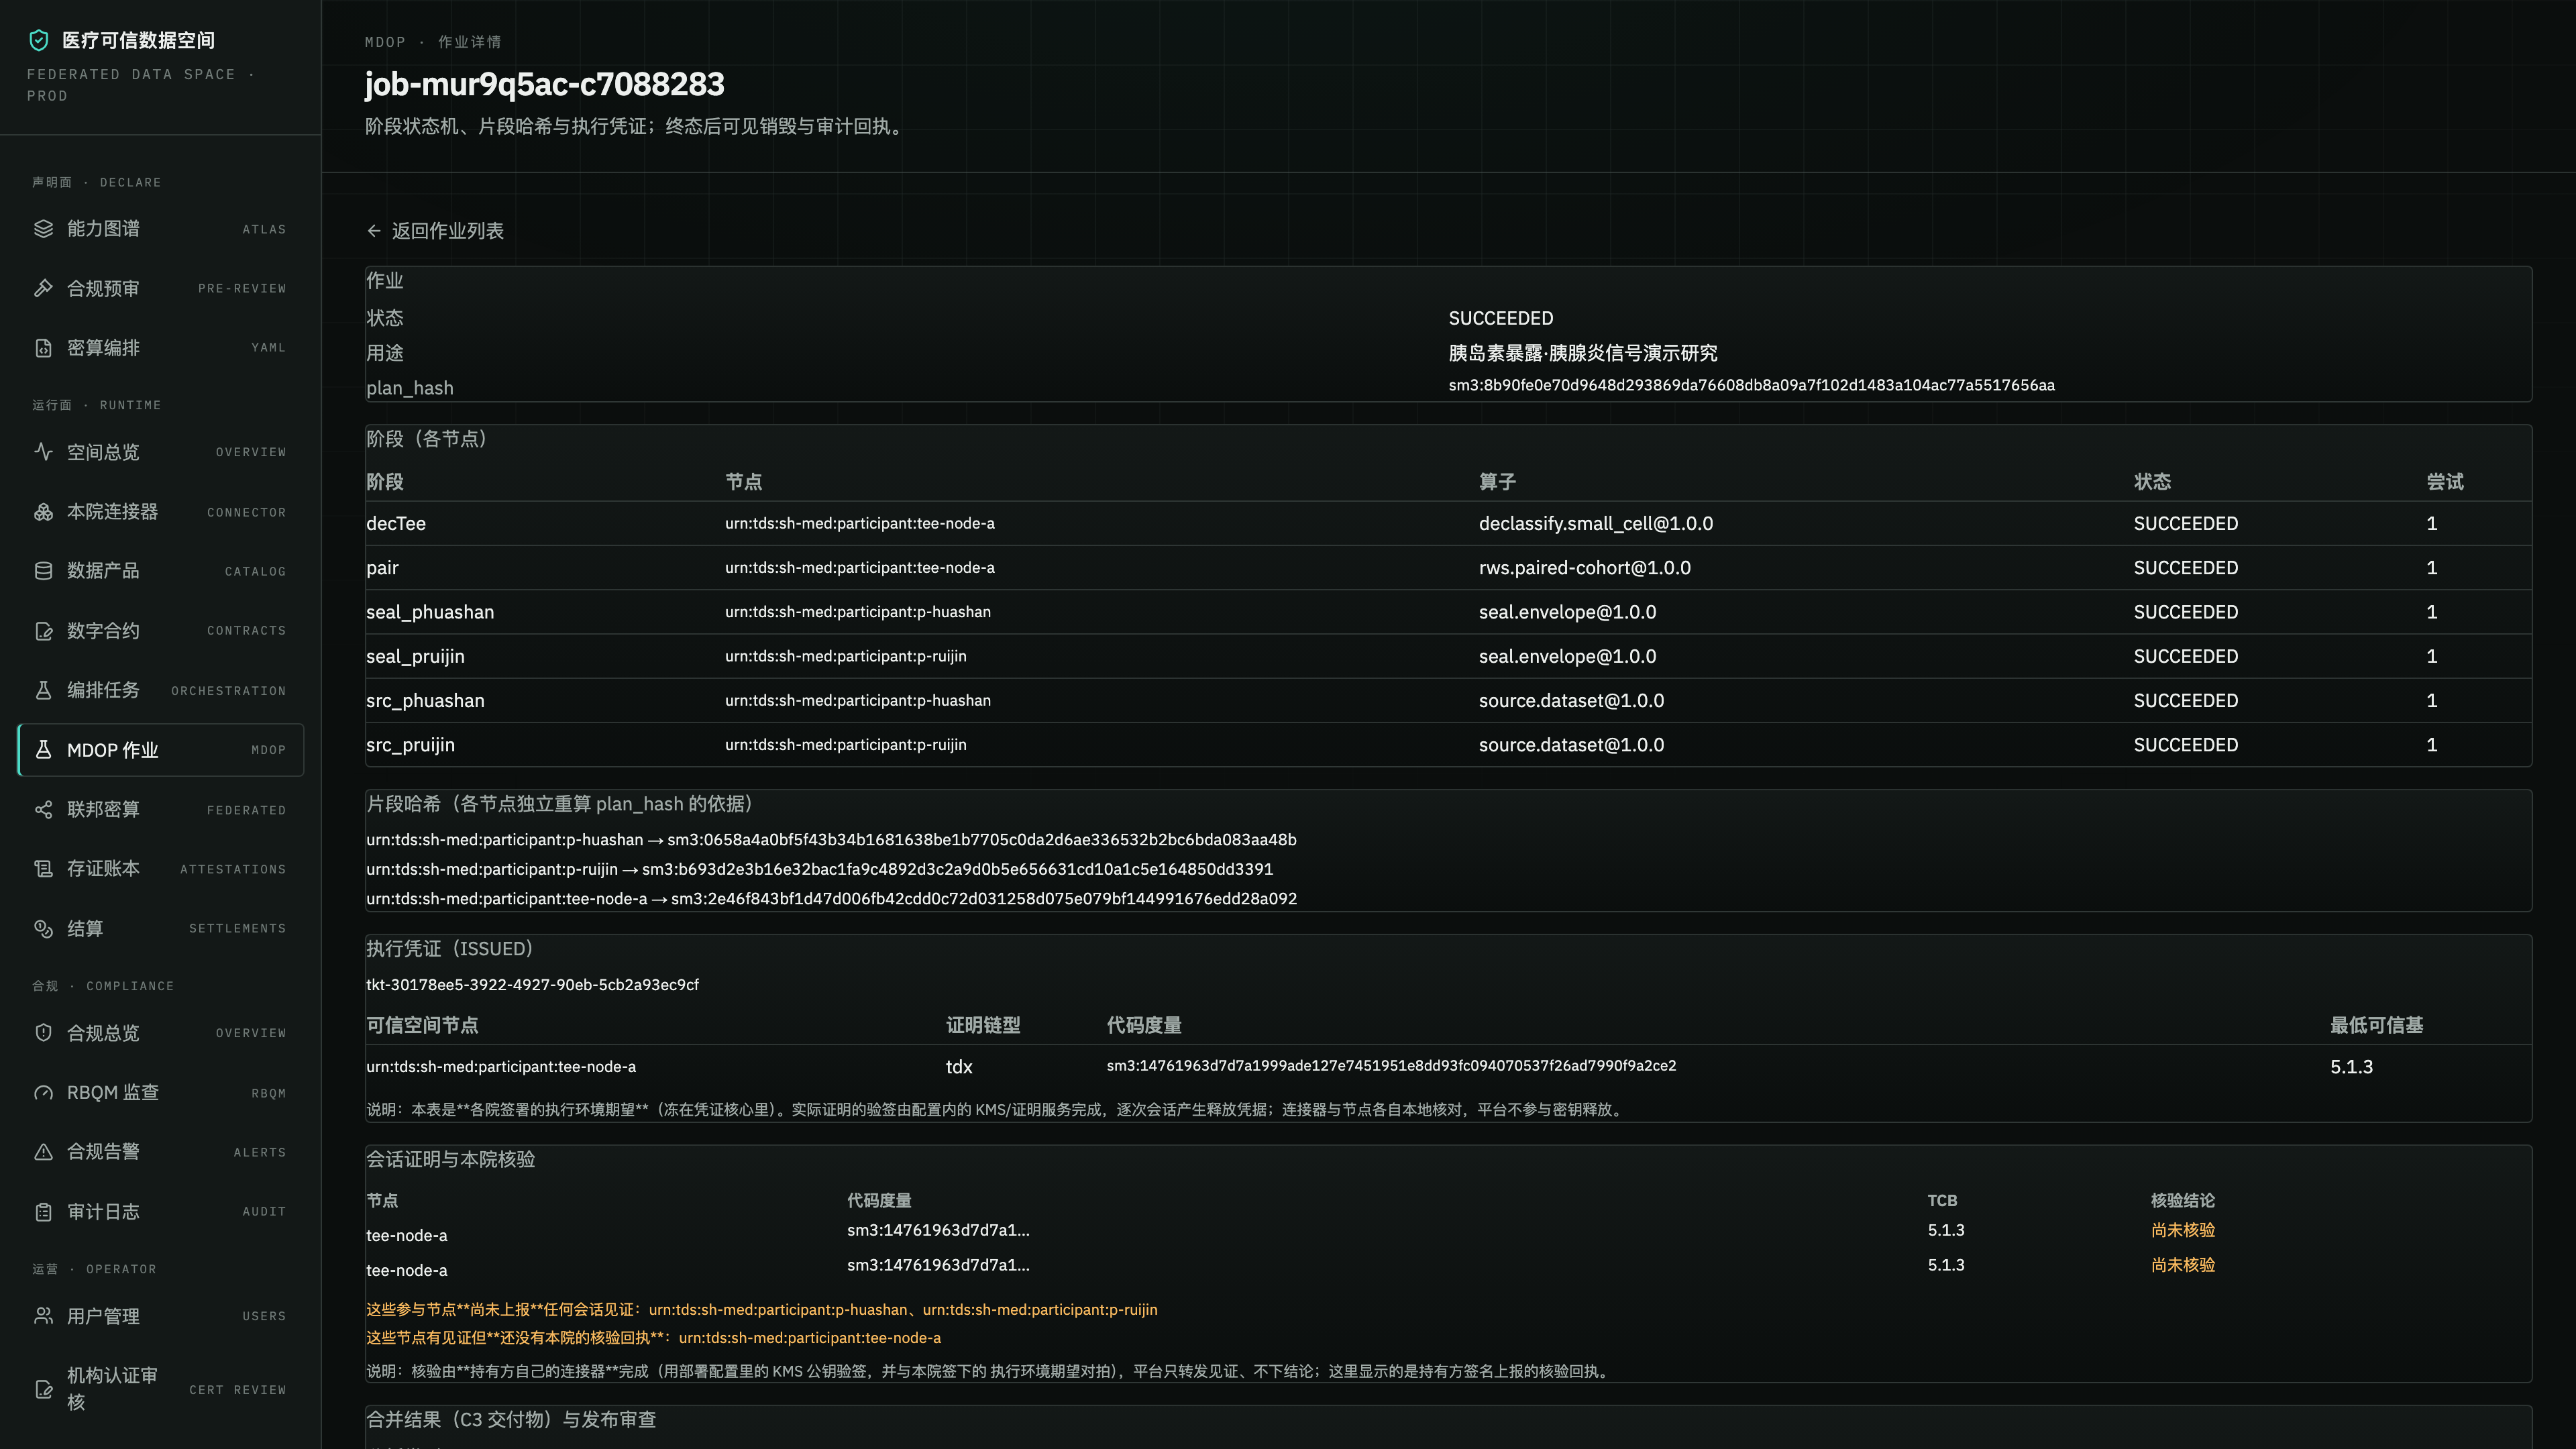 医疗可信数据空间
FEDERATED DATA SPACE ·
PROD
声明面 · DECLARE
能力图谱 ATLAS
合规预审 PRE-REVIEW
密算编排 YAML
运行面 · RUNTIME
空间总览 OVERVIEW
本院连接器 CONNECTOR
数据产品 CATALOG
数字合约 CONTRACTS
编排任务 ORCHESTRATION
MDOP 作业 MDOP
联邦密算 FEDERATED
存证账本 ATTESTATIONS
结算 SETTLEMENTS
合规 · COMPLIANCE
合规总览 OVERVIEW
RBQM 监查 RBQM
合规告警 ALERTS
审计日志 AUDIT
运营 · OPERATOR
用户管理 USERS
机构认证审核 CERT REVIEW
MDOP · 作业详情
job-mur9q5ac-c7088283
阶段状态机、片段哈希与执行凭证；终态后可见销毁与审计回执。
← 返回作业列表
作业
状态 SUCCEEDED
用途 胰岛素暴露·胰腺炎信号演示研究
plan_hash sm3:8b90fe0e70d9648d293869da76608db8a09a7f102d1483a104ac77a5517656aa
阶段（各节点）
阶段 节点 算子 状态 尝试
decTee urn:tds:sh-med:participant:tee-node-a declassify.small_cell@1.0.0 SUCCEEDED 1
pair urn:tds:sh-med:participant:tee-node-a rws.paired-cohort@1.0.0 SUCCEEDED 1
seal_phuashan urn:tds:sh-med:participant:p-huashan seal.envelope@1.0.0 SUCCEEDED 1
seal_pruijin urn:tds:sh-med:participant:p-ruijin seal.envelope@1.0.0 SUCCEEDED 1
src_phuashan urn:tds:sh-med:participant:p-huashan source.dataset@1.0.0 SUCCEEDED 1
src_pruijin urn:tds:sh-med:participant:p-ruijin source.dataset@1.0.0 SUCCEEDED 1
片段哈希（各节点独立重算 plan_hash 的依据）
urn:tds:sh-med:participant:p-huashan → sm3:0658a4a0bf5f43b34b1681638be1b7705c0da2d6ae336532b2bc6bda083aa48b
urn:tds:sh-med:participant:p-ruijin → sm3:b693d2e3b16e32bac1fa9c4892d3c2a9d0b5e656631cd10a1c5e164850dd3391
urn:tds:sh-med:participant:tee-node-a → sm3:2e46f843bf1d47d006fb42cdd0c72d031258d075e079bf144991676edd28a092
执行凭证（ISSUED）
tkt-30178ee5-3922-4927-90eb-5cb2a93ec9cf
可信空间节点 证明链型 代码度量 最低可信基
urn:tds:sh-med:participant:tee-node-a tdx sm3:14761963d7d7a1999ade127e7451951e8dd93fc094070537f26ad7990f9a2ce2 5.1.3
说明：本表是**各院签署的执行环境期望**（冻在凭证核心里）。实际证明的验签由配置内的 KMS/证明服务完成，逐次会话产生释放凭据；连接器与节点各自本地核对，平台不参与密钥释放。
会话证明与本院核验
节点 代码度量 TCB 核验结论
tee-node-a sm3:14761963d7d7a1... 5.1.3 尚未核验
tee-node-a sm3:14761963d7d7a1... 5.1.3 尚未核验
这些参与节点**尚未上报**任何会话见证：urn:tds:sh-med:participant:p-huashan、urn:tds:sh-med:participant:p-ruijin
这些节点有见证但**还没有本院的核验回执**：urn:tds:sh-med:participant:tee-node-a
说明：核验由**持有方自己的连接器**完成（用部署配置里的 KMS 公钥验签，并与本院签下的 执行环境期望对拍），平台只转发见证、不下结论；这里显示的是持有方签名上报的核验回执。
合并结果（C3 交付物）与发布审查